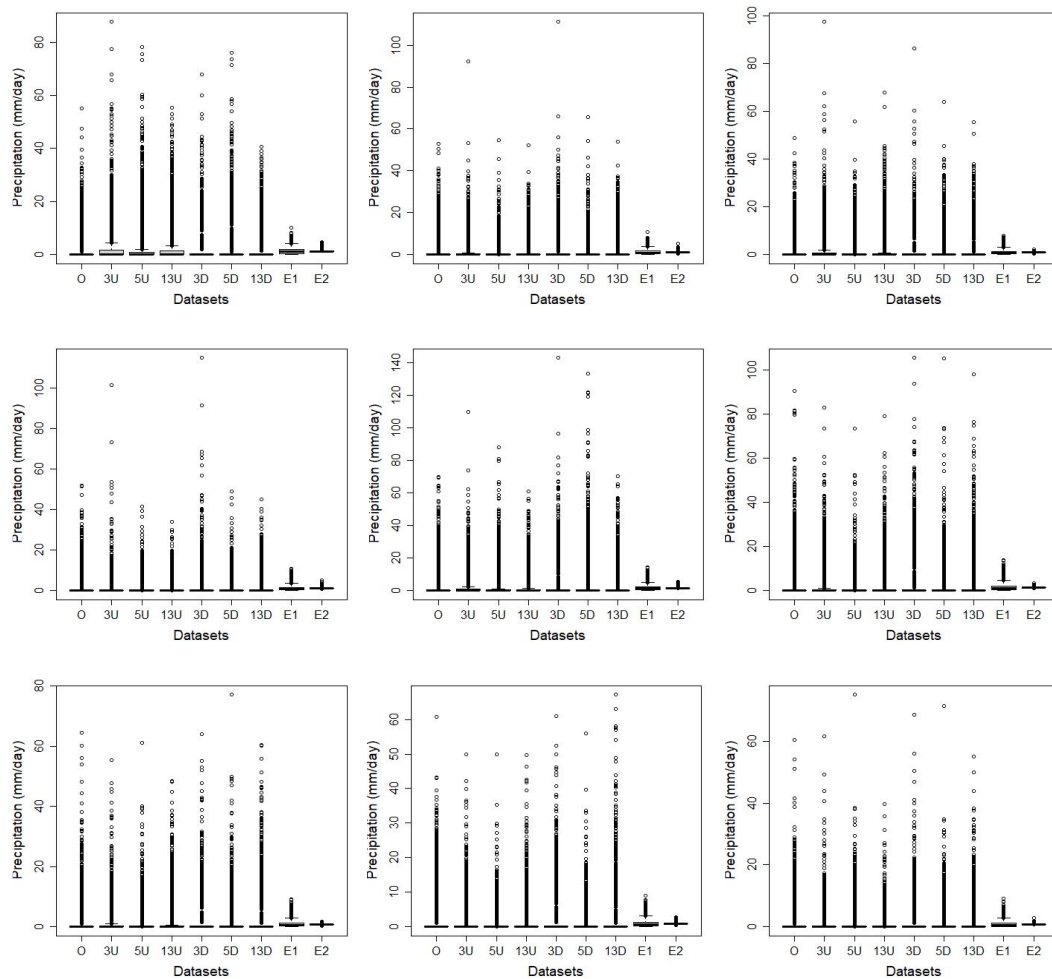 Precipitation (mm/day)
0 20 40 60 80
O 3U 5U 13U 3D 5D 13D E1 E2
Datasets
Precipitation (mm/day)
0 20 40 60 80 100
O 3U 5U 13U 3D 5D 13D E1 E2
Datasets
Precipitation (mm/day)
0 20 40 60 80 100
O 3U 5U 13U 3D 5D 13D E1 E2
Datasets
Precipitation (mm/day)
0 20 40 60 80 100
O 3U 5U 13U 3D 5D 13D E1 E2
Datasets
Precipitation (mm/day)
0 20 40 60 80 100 120 140
O 3U 5U 13U 3D 5D 13D E1 E2
Datasets
Precipitation (mm/day)
0 20 40 60 80 100
O 3U 5U 13U 3D 5D 13D E1 E2
Datasets
Precipitation (mm/day)
0 20 40 60 80
O 3U 5U 13U 3D 5D 13D E1 E2
Datasets
Precipitation (mm/day)
0 10 20 30 40 50 60
O 3U 5U 13U 3D 5D 13D E1 E2
Datasets
Precipitation (mm/day)
0 20 40 60
O 3U 5U 13U 3D 5D 13D E1 E2
Datasets